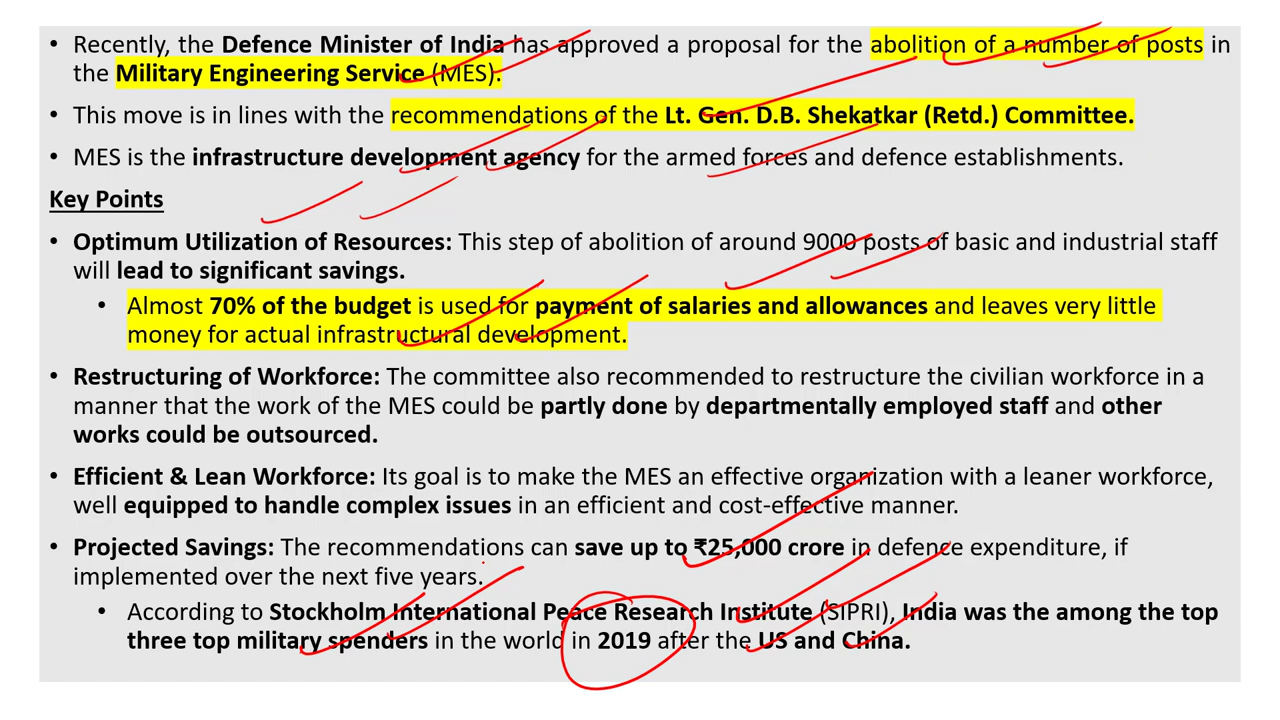 • Recently, the Defence Minister of India has approved a proposal for the abolition of a number of posts in
the Military Engineering Service (MES).
• This move is in lines with the recommendations of the Lt. Gen. D.B. Shekatkar (Retd.) Committee.
• MES is the infrastructure development agency for the armed forces and defence establishments.
Key Points
• Optimum Utilization of Resources: This step of abolition of around 9000 posts of basic and industrial staff
will lead to significant savings.
• Almost 70% of the budget is used for payment of salaries and allowances and leaves very little
money for actual infrastructural development.
• Restructuring of Workforce: The committee also recommended to restructure the civilian workforce in a
manner that the work of the MES could be partly done by departmentally employed staff and other
works could be outsourced.
• Efficient & Lean Workforce: Its goal is to make the MES an effective organization with a leaner workforce,
well equipped to handle complex issues in an efficient and cost-effective manner.
• Projected Savings: The recommendations can save up to ₹25,000 crore in defence expenditure, if
implemented over the next five years.
• According to Stockholm International Peace Research Institute (SIPRI), India was the among the top
three top military spenders in the world in 2019 after the US and China.